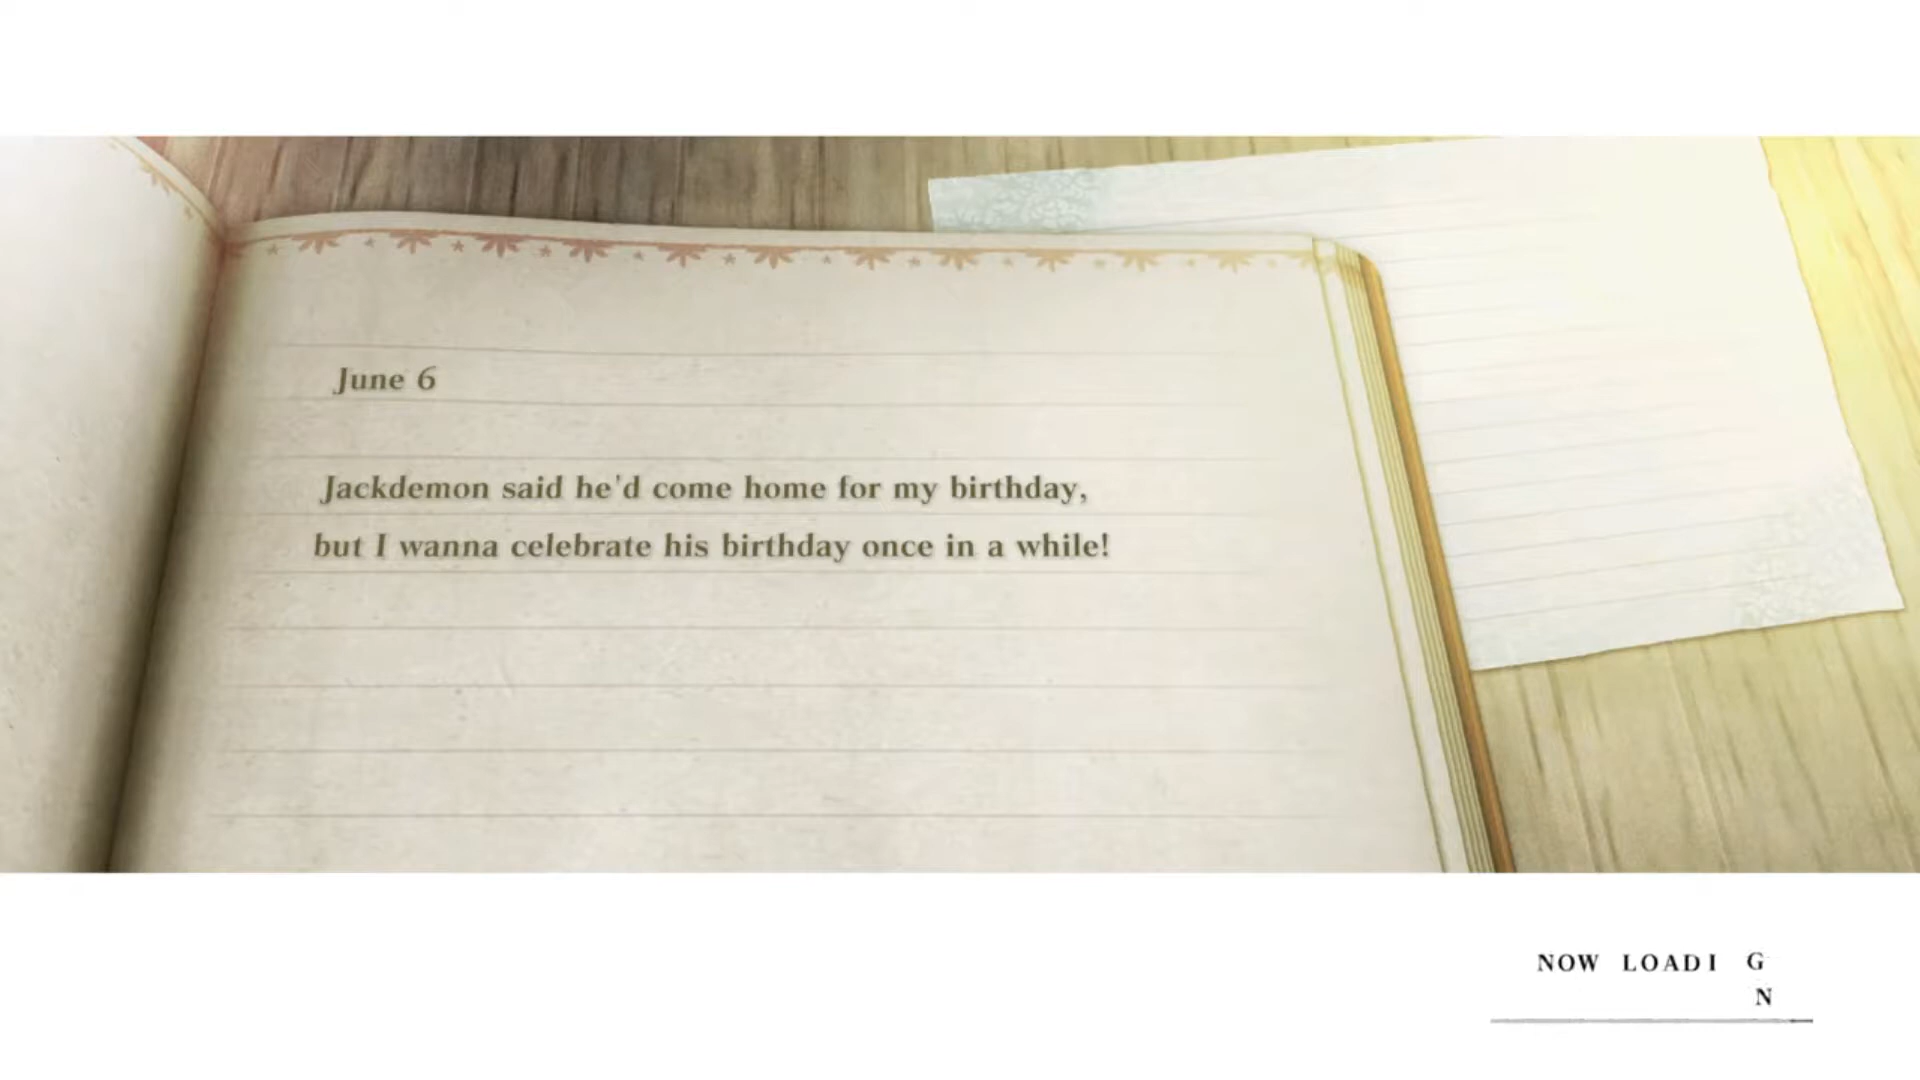 June 6
Jackdemon said he'd come home for my birthday,
but I wanna celebrate his birthday once in a while!
NOW LOADI G
N